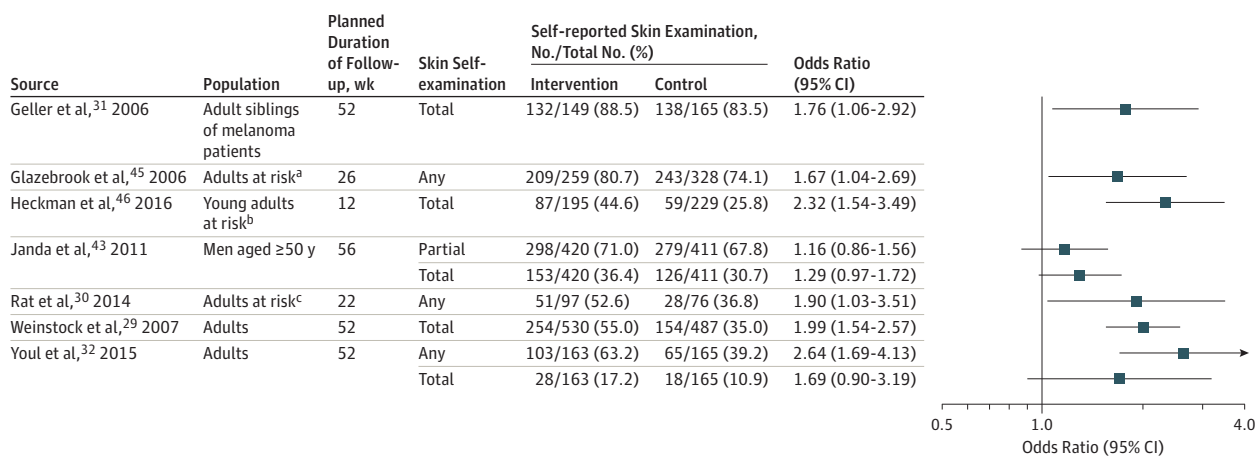 Source Population Planned Duration of Follow-up, wk Skin Self-examination Self-reported Skin Examination, No./Total No. (%) Intervention Control Odds Ratio (95% CI)
Geller et al,31 2006 Adult siblings of melanoma patients 52 Total 132/149 (88.5) 138/165 (83.5) 1.76 (1.06-2.92)
Glazebrook et al,45 2006 Adults at riska 26 Any 209/259 (80.7) 243/328 (74.1) 1.67 (1.04-2.69)
Heckman et al,46 2016 Young adults at riskb 12 Total 87/195 (44.6) 59/229 (25.8) 2.32 (1.54-3.49)
Janda et al,43 2011 Men aged ≥50 y 56 Partial 298/420 (71.0) 279/411 (67.8) 1.16 (0.86-1.56)
Total 153/420 (36.4) 126/411 (30.7) 1.29 (0.97-1.72)
Rat et al,30 2014 Adults at riskc 22 Any 51/97 (52.6) 28/76 (36.8) 1.90 (1.03-3.51)
Weinstock et al,29 2007 Adults 52 Total 254/530 (55.0) 154/487 (35.0) 1.99 (1.54-2.57)
Youl et al,32 2015 Adults 52 Any 103/163 (63.2) 65/165 (39.2) 2.64 (1.69-4.13)
Total 28/163 (17.2) 18/165 (10.9) 1.69 (0.90-3.19)
0.5 1.0 4.0
Odds Ratio (95% CI)